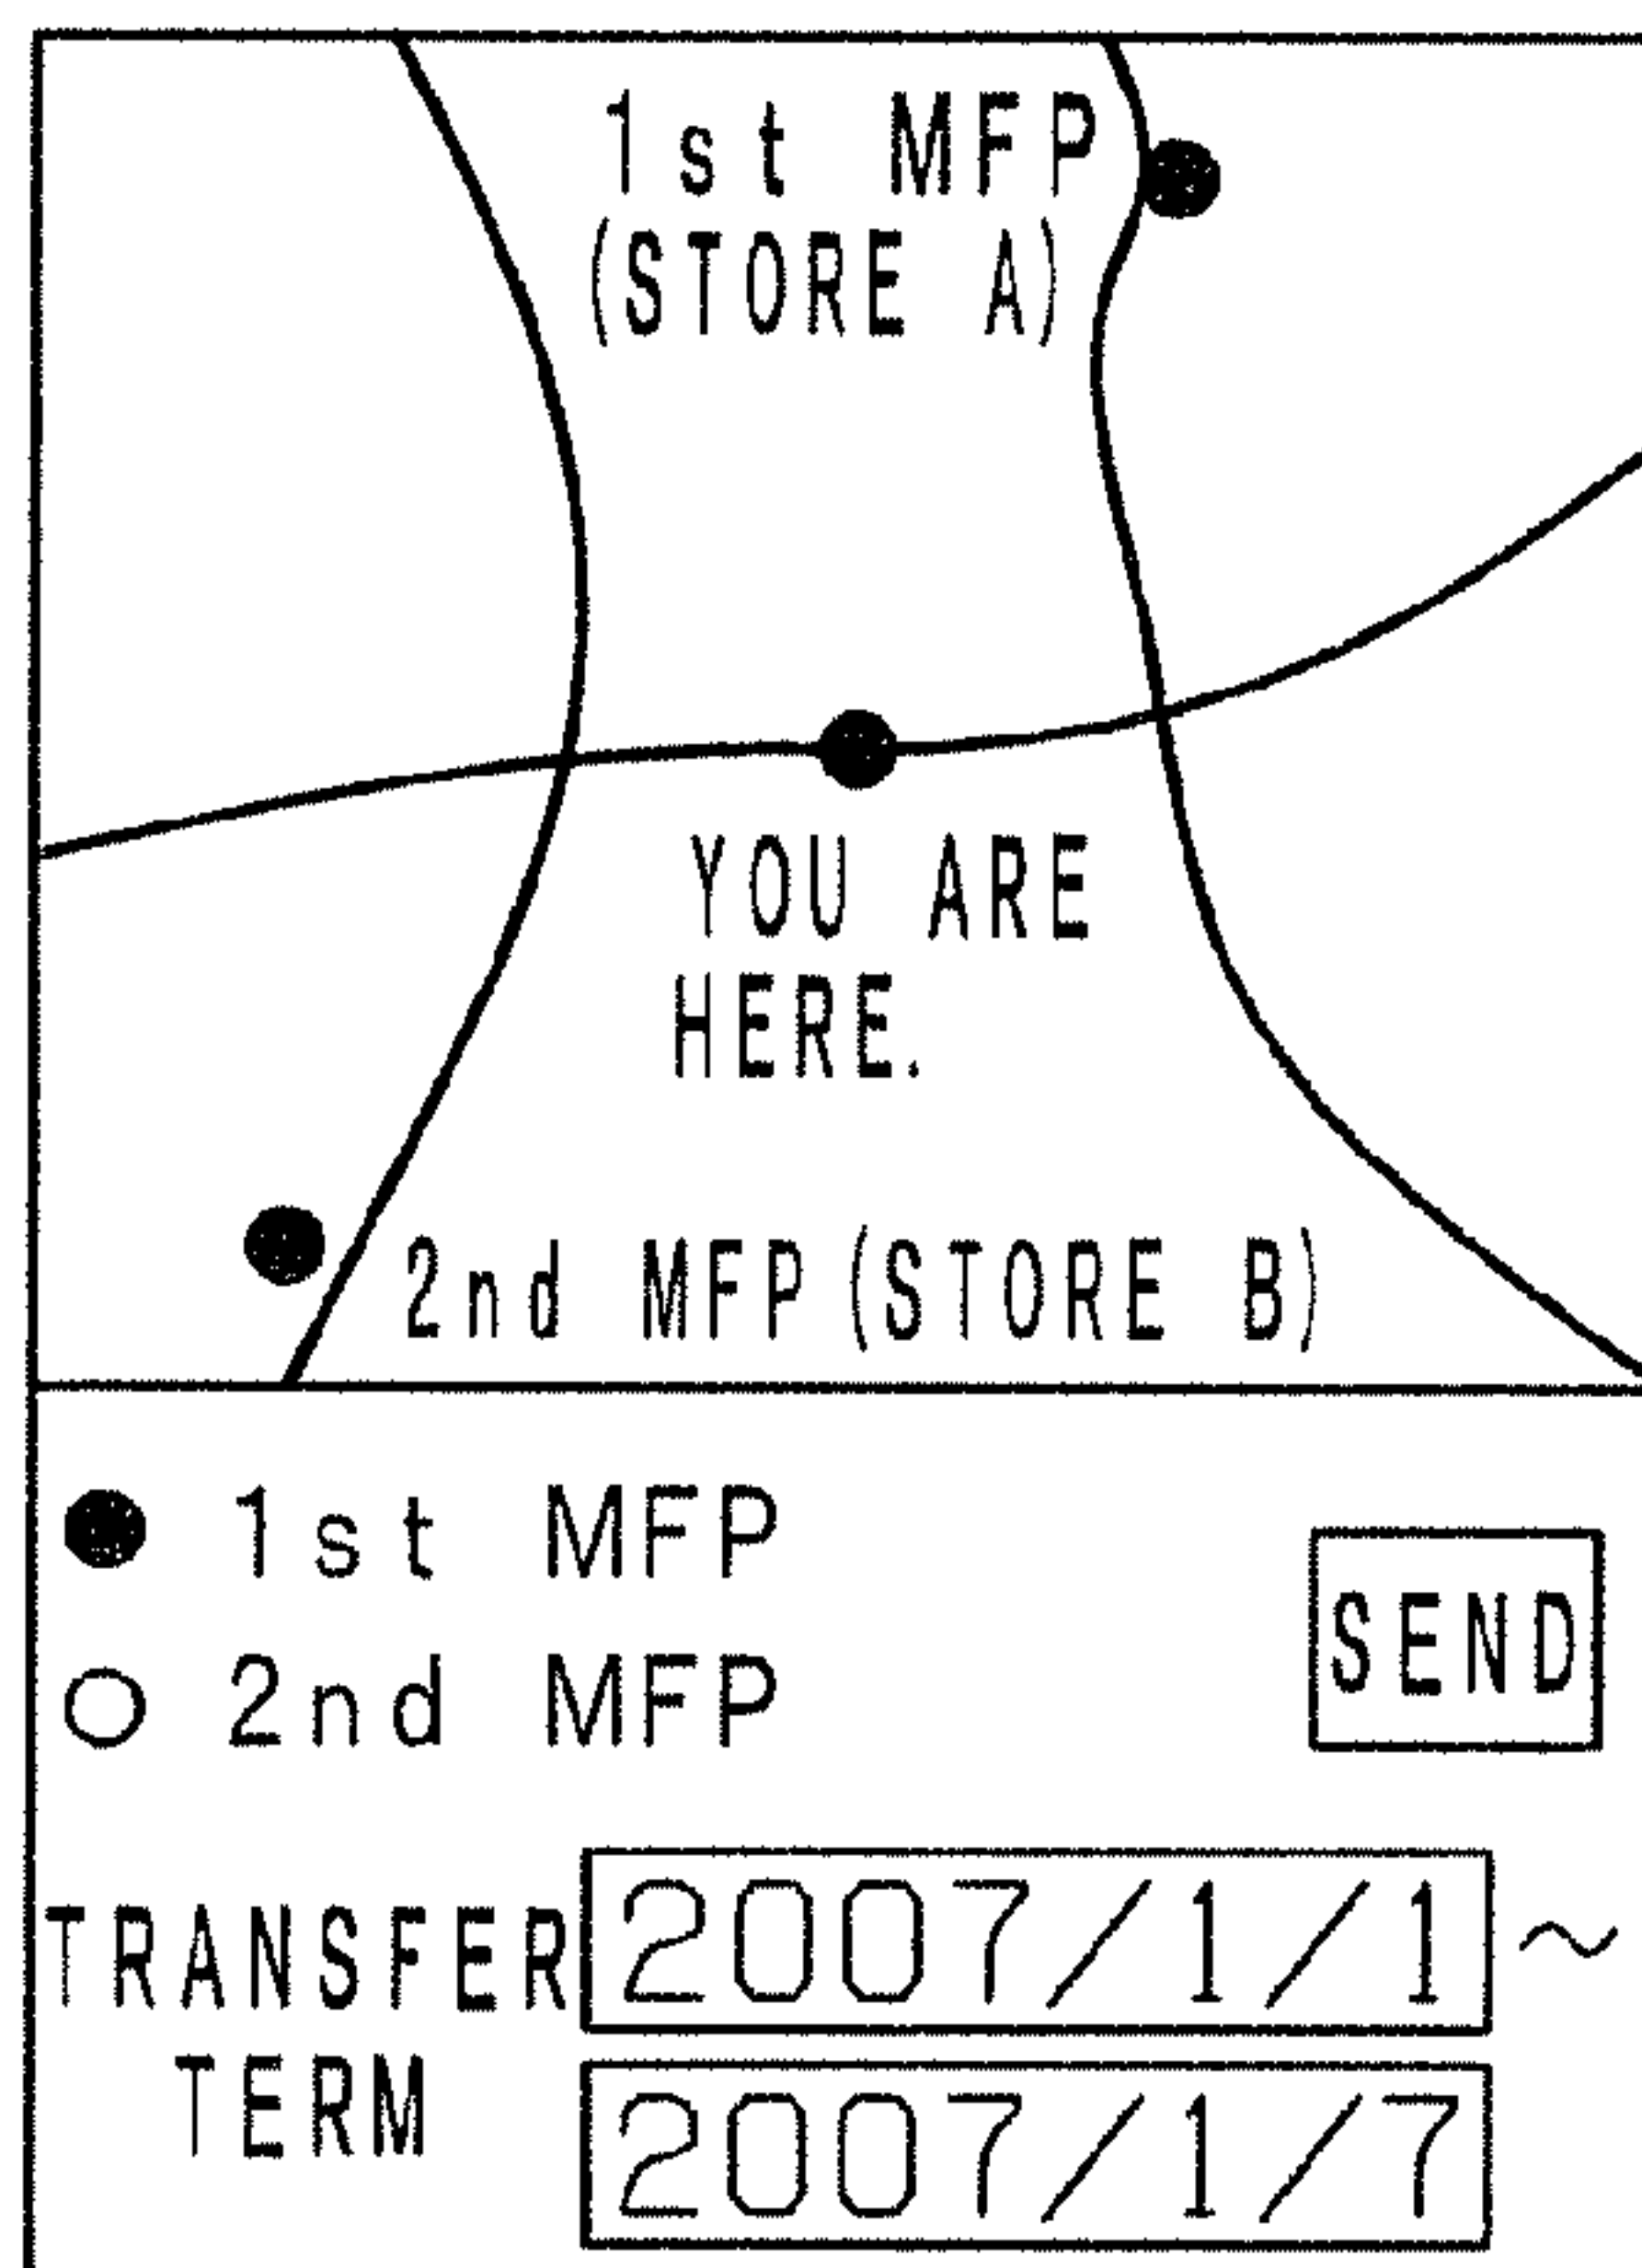 1st MFP
(STORE A)
YOU ARE
HERE.
2nd MFP (STORE B)
1st MFP
2nd MFP
SEND
TRANSFER 2007/1/1 ~
TERM 2007/1/7